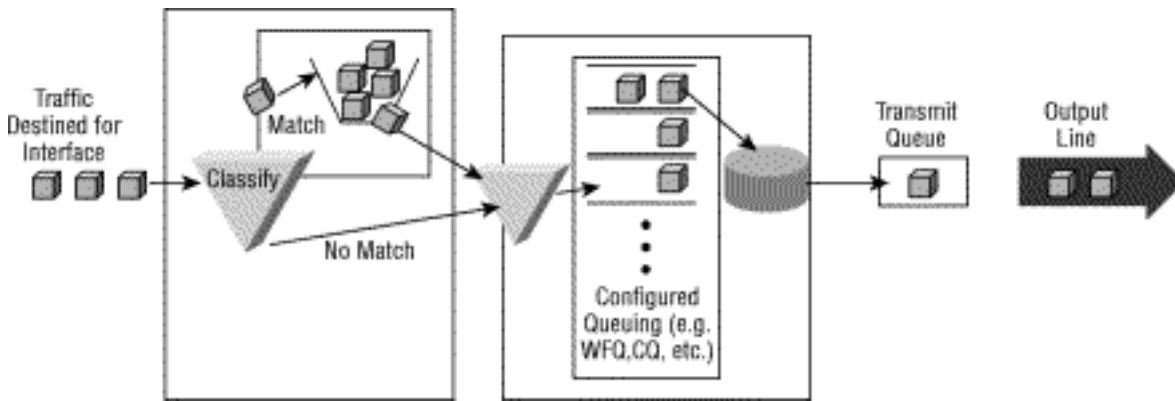 Traffic
Destined for
Interface
Match
Classify
No Match
Configured
Queuing (e.g.
WFQ,CQ, etc.)
Transmit
Queue
Output
Line